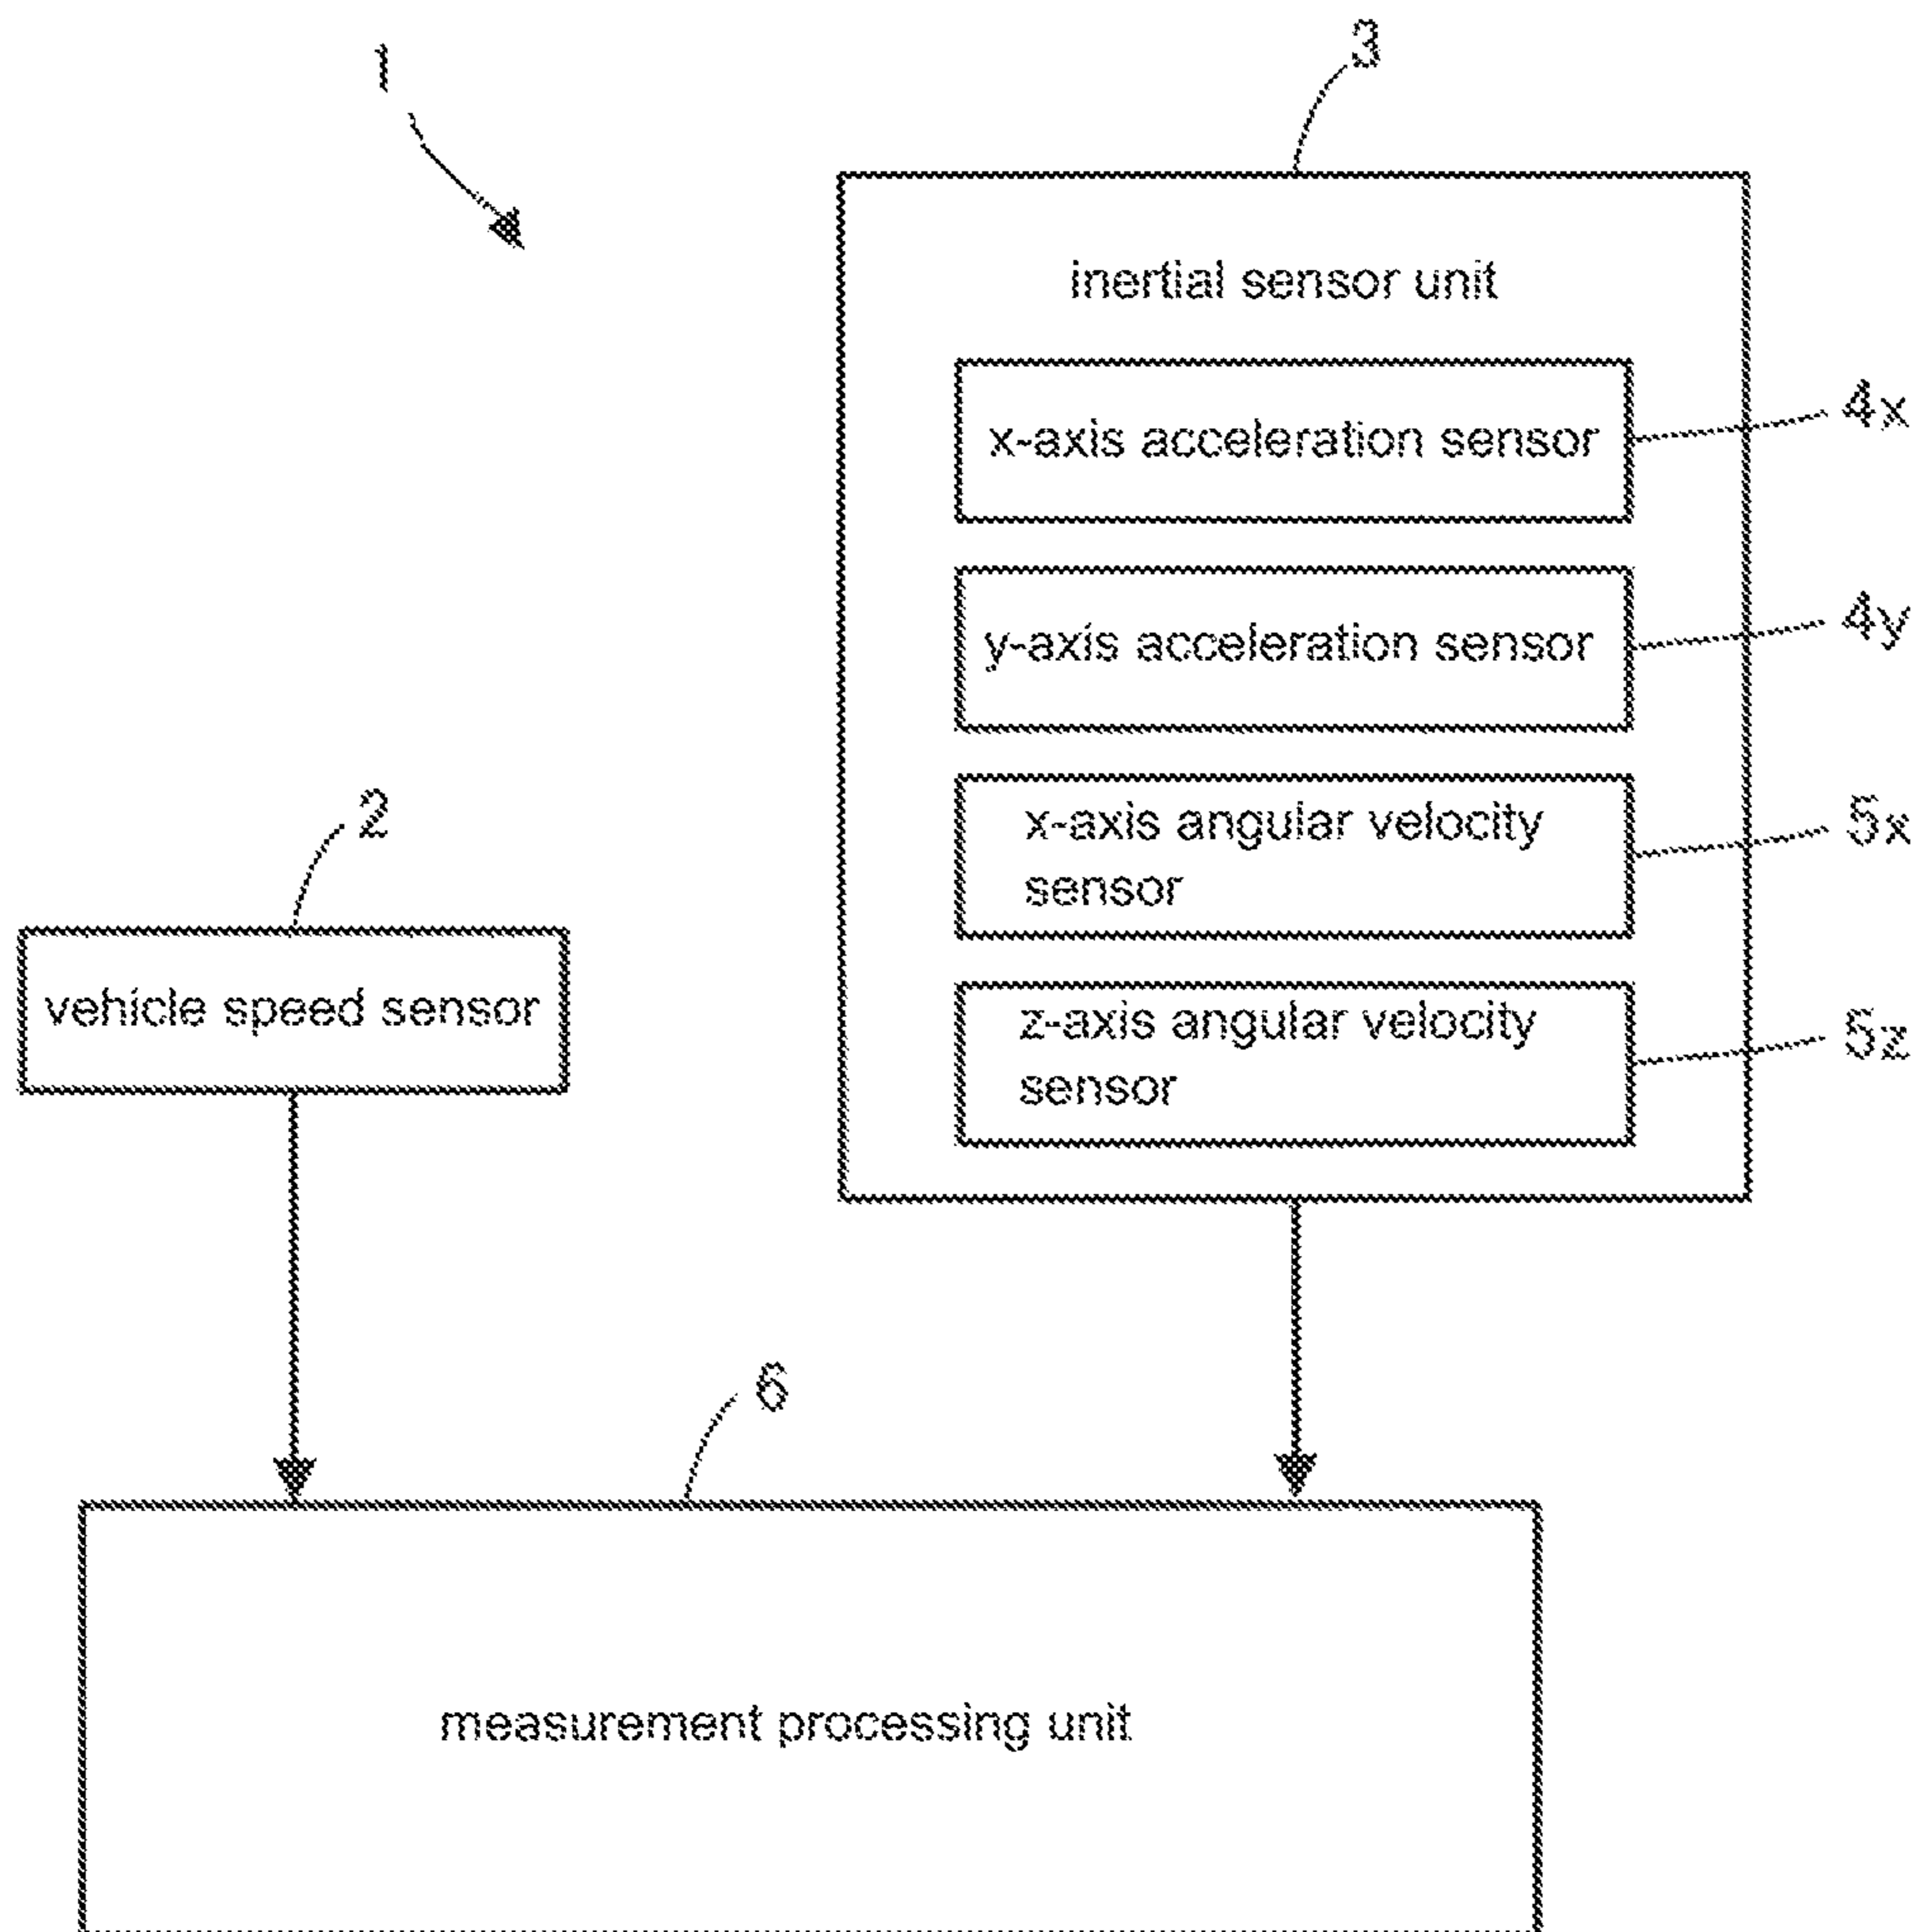 1
3
inertial sensor unit
x-axis acceleration sensor
4x
y-axis acceleration sensor
4y
x-axis angular velocity
sensor
5x
2
vehicle speed sensor
z-axis angular velocity
sensor
5z
6
measurement processing unit